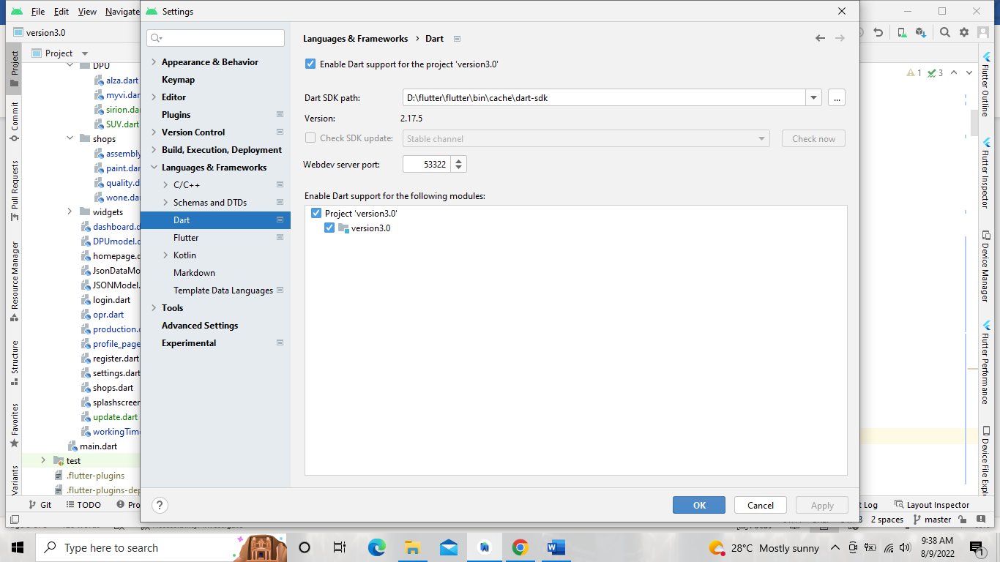 File Edit View Navigate
Settings
version3.0
Project
DPU
alza.dart
myvi.dar
sirion.da
SUV.dart
shops
assembly
paint.dar
quality.d
wone.da
widgets
dashboard.d
DPUmodel.d
homepage.d
JsonDataMo
JSONModel.
login.dart
opr.dart
production.d
profile_page
register.dart
settings.dart
shops.dart
splashscreen
update.dart
workingTime
main.dart
test
.flutter-plugins
.flutter-plugins-dep
Project
Commit
Pull Requests
Resource Manager
Structure
Favorites
Variants
Appearance & Behavior
Keymap
Editor
Plugins
Version Control
Build, Execution, Deployment
Languages & Frameworks
C/C++
Schemas and DTDs
Dart
Flutter
Kotlin
Markdown
Template Data Languages
Tools
Advanced Settings
Experimental
Languages & Frameworks › Dart
Enable Dart support for the project 'version3.0'
Dart SDK path: D:\flutter\flutter\bin\cache\dart-sdk ...
Version: 2.17.5
Check SDK update: Stable channel Check now
Webdev server port: 53322
Enable Dart support for the following modules:
Project 'version3.0'
version3.0
? OK Cancel Apply
1 3
Flutter Outline
Flutter Inspector
Device Manager
Flutter Performance
Device File Expl
Git TODO Pro
t Log Layout Inspector
2 spaces master
Focus
Type here to search
28°C Mostly sunny
9:38 AM
8/9/2022
1